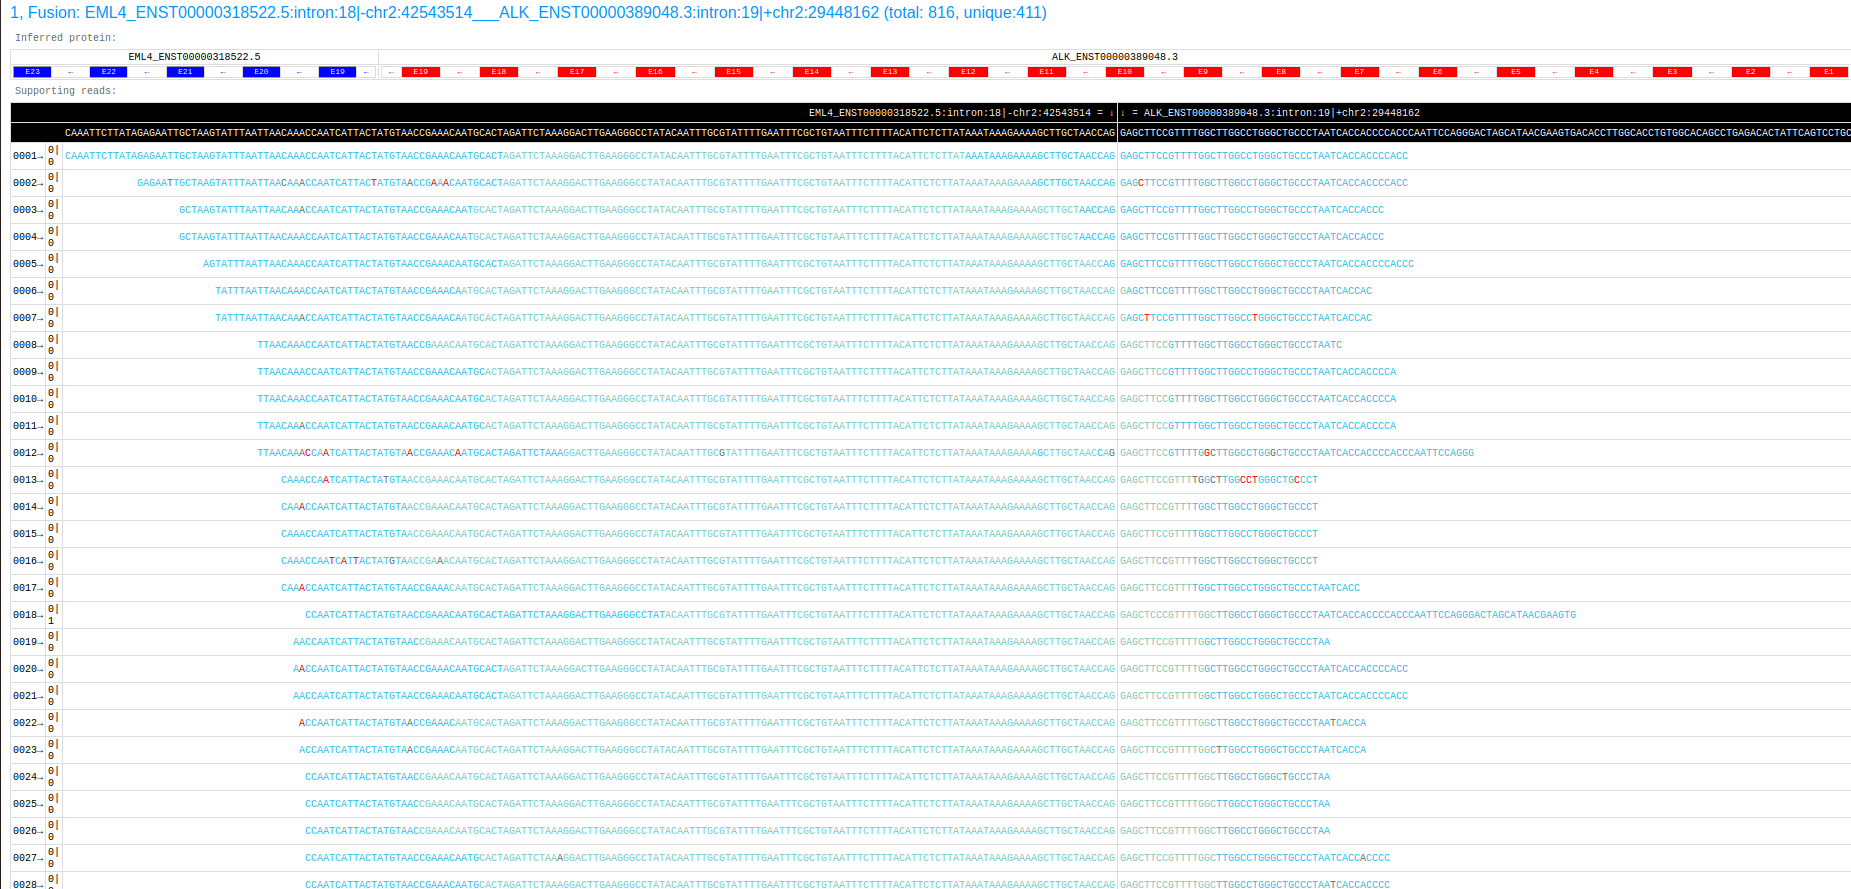 1, Fusion: EML4_ENST00000318522.5:intron:18|-chr2:42543514___ALK_ENST00000389048.3:intron:19|+chr2:29448162 (total: 816, unique:411)
Inferred protein:
EML4_ENST00000318522.5 ALK_ENST00000389048.3
E23 ← E22 ← E21 ← E20 ← E19 ← ← E19 ← E18 ← E17 ← E16 ← E15 ← E14 ← E13 ← E12 ← E11 ← E10 ← E9 ← E8 ← E7 ← E6 ← E5 ← E4 ← E3 ← E2 ← E1
Supporting reads:
EML4_ENST00000318522.5:intron:18|-chr2:42543514 = ↓ ↓ = ALK_ENST00000389048.3:intron:19|+chr2:29448162
CAAATTCTTATAGAGAATTGCTAAGTATTTAATTAACAAACCAATCATTACTATGTAACCGAAACAATGCACTAGATTCTAAAGGACTTGAAGGGCCTATACAATTTGCGTATTTTGAATTTCGCTGTAATTTCTTTTACATTCTCTTATAAATAAAGAAAAGCTTGCTAACCAG GAGCTTCCGTTTTGGCTTGGCCTGGGCTGCCCTAATCACCACCCCACCCAATTCCAGGGACTAGCATAACGAAGTGACACCTTGGCACCTGTGGCACAGCCTGAGACACTATTCAGTCCTGC
0001→ 0|0 CAAATTCTTATAGAGAATTGCTAAGTATTTAATTAACAAACCAATCATTACTATGTAACCGAAACAATGCACTAGATTCTAAAGGACTTGAAGGGCCTATACAATTTGCGTATTTTGAATTTCGCTGTAATTTCTTTTACATTCTCTTATAAATAAAGAAAAGCTTGCTAACCAG GAGCTTCCGTTTTGGCTTGGCCTGGGCTGCCCTAATCACCACCCCACC
0002→ 0|0 GAGAATTGCTAAGTATTTAATTAACAAACCAATCATTACTATGTAACCGAAACAATGCACTAGATTCTAAAGGACTTGAAGGGCCTATACAATTTGCGTATTTTGAATTTCGCTGTAATTTCTTTTACATTCTCTTATAAATAAAGAAAAGCTTGCTAACCAG GAGCTTCCGTTTTGGCTTGGCCTGGGCTGCCCTAATCACCACCCCACC
0003→ 0|0 GCTAAGTATTTAATTAACAAACCAATCATTACTATGTAACCGAAACAATGCACTAGATTCTAAAGGACTTGAAGGGCCTATACAATTTGCGTATTTTGAATTTCGCTGTAATTTCTTTTACATTCTCTTATAAATAAAGAAAAGCTTGCTAACCAG GAGCTTCCGTTTTGGCTTGGCCTGGGCTGCCCTAATCACCACCC
0004→ 0|0 GCTAAGTATTTAATTAACAAACCAATCATTACTATGTAACCGAAACAATGCACTAGATTCTAAAGGACTTGAAGGGCCTATACAATTTGCGTATTTTGAATTTCGCTGTAATTTCTTTTACATTCTCTTATAAATAAAGAAAAGCTTGCTAACCAG GAGCTTCCGTTTTGGCTTGGCCTGGGCTGCCCTAATCACCACCC
0005→ 0|0 AGTATTTAATTAACAAACCAATCATTACTATGTAACCGAAACAATGCACTAGATTCTAAAGGACTTGAAGGGCCTATACAATTTGCGTATTTTGAATTTCGCTGTAATTTCTTTTACATTCTCTTATAAATAAAGAAAAGCTTGCTAACCAG GAGCTTCCGTTTTGGCTTGGCCTGGGCTGCCCTAATCACCACCCCACCC
0006→ 0|0 TATTTAATTAACAAACCAATCATTACTATGTAACCGAAACAATGCACTAGATTCTAAAGGACTTGAAGGGCCTATACAATTTGCGTATTTTGAATTTCGCTGTAATTTCTTTTACATTCTCTTATAAATAAAGAAAAGCTTGCTAACCAG GAGCTTCCGTTTTGGCTTGGCCTGGGCTGCCCTAATCACCAC
0007→ 0|0 TATTTAATTAACAAACCAATCATTACTATGTAACCGAAACAATGCACTAGATTCTAAAGGACTTGAAGGGCCTATACAATTTGCGTATTTTGAATTTCGCTGTAATTTCTTTTACATTCTCTTATAAATAAAGAAAAGCTTGCTAACCAG GAGCTTCCGTTTTGGCTTGGCCTGGGCTGCCCTAATCACCAC
0008→ 0|0 TTAACAAACCAATCATTACTATGTAACCGAAACAATGCACTAGATTCTAAAGGACTTGAAGGGCCTATACAATTTGCGTATTTTGAATTTCGCTGTAATTTCTTTTACATTCTCTTATAAATAAAGAAAAGCTTGCTAACCAG GAGCTTCCGTTTTGGCTTGGCCTGGGCTGCCCTAATC
0009→ 0|0 TTAACAAACCAATCATTACTATGTAACCGAAACAATGCACTAGATTCTAAAGGACTTGAAGGGCCTATACAATTTGCGTATTTTGAATTTCGCTGTAATTTCTTTTACATTCTCTTATAAATAAAGAAAAGCTTGCTAACCAG GAGCTTCCGTTTTGGCTTGGCCTGGGCTGCCCTAATCACCACCCCA
0010→ 0|0 TTAACAAACCAATCATTACTATGTAACCGAAACAATGCACTAGATTCTAAAGGACTTGAAGGGCCTATACAATTTGCGTATTTTGAATTTCGCTGTAATTTCTTTTACATTCTCTTATAAATAAAGAAAAGCTTGCTAACCAG GAGCTTCCGTTTTGGCTTGGCCTGGGCTGCCCTAATCACCACCCCA
0011→ 0|0 TTAACAAACCAATCATTACTATGTAACCGAAACAATGCACTAGATTCTAAAGGACTTGAAGGGCCTATACAATTTGCGTATTTTGAATTTCGCTGTAATTTCTTTTACATTCTCTTATAAATAAAGAAAAGCTTGCTAACCAG GAGCTTCCGTTTTGGCTTGGCCTGGGCTGCCCTAATCACCACCCCA
0012→ 0|0 TTAACAAACCAATCATTACTATGTAACCGAAACAATGCACTAGATTCTAAAGGACTTGAAGGGCCTATACAATTTGCGTATTTTGAATTTCGCTGTAATTTCTTTTACATTCTCTTATAAATAAAGAAAAGCTTGCTAACCAG GAGCTTCCGTTTTGGCTTGGCCTGGGCTGCCCTAATCACCACCCCACCCAATTCCAGGG
0013→ 0|0 CAAACCAATCATTACTATGTAACCGAAACAATGCACTAGATTCTAAAGGACTTGAAGGGCCTATACAATTTGCGTATTTTGAATTTCGCTGTAATTTCTTTTACATTCTCTTATAAATAAAGAAAAGCTTGCTAACCAG GAGCTTCCGTTTTGGCTTGGCCTGGGCTGCCCT
0014→ 0|0 CAAACCAATCATTACTATGTAACCGAAACAATGCACTAGATTCTAAAGGACTTGAAGGGCCTATACAATTTGCGTATTTTGAATTTCGCTGTAATTTCTTTTACATTCTCTTATAAATAAAGAAAAGCTTGCTAACCAG GAGCTTCCGTTTTGGCTTGGCCTGGGCTGCCCT
0015→ 0|0 CAAACCAATCATTACTATGTAACCGAAACAATGCACTAGATTCTAAAGGACTTGAAGGGCCTATACAATTTGCGTATTTTGAATTTCGCTGTAATTTCTTTTACATTCTCTTATAAATAAAGAAAAGCTTGCTAACCAG GAGCTTCCGTTTTGGCTTGGCCTGGGCTGCCCT
0016→ 0|0 CAAACCAATCATTACTATGTAACCGAAACAATGCACTAGATTCTAAAGGACTTGAAGGGCCTATACAATTTGCGTATTTTGAATTTCGCTGTAATTTCTTTTACATTCTCTTATAAATAAAGAAAAGCTTGCTAACCAG GAGCTTCCGTTTTGGCTTGGCCTGGGCTGCCCT
0017→ 0|0 CAAACCAATCATTACTATGTAACCGAAACAATGCACTAGATTCTAAAGGACTTGAAGGGCCTATACAATTTGCGTATTTTGAATTTCGCTGTAATTTCTTTTACATTCTCTTATAAATAAAGAAAAGCTTGCTAACCAG GAGCTTCCGTTTTGGCTTGGCCTGGGCTGCCCTAATCACC
0018→ 0|1 CCAATCATTACTATGTAACCGAAACAATGCACTAGATTCTAAAGGACTTGAAGGGCCTATACAATTTGCGTATTTTGAATTTCGCTGTAATTTCTTTTACATTCTCTTATAAATAAAGAAAAGCTTGCTAACCAG GAGCTCCCGTTTTGGCTTGGCCTGGGCTGCCCTAATCACCACCCCACCCAATTCCAGGGACTAGCATAACGAAGTG
0019→ 0|0 AACCAATCATTACTATGTAACCGAAACAATGCACTAGATTCTAAAGGACTTGAAGGGCCTATACAATTTGCGTATTTTGAATTTCGCTGTAATTTCTTTTACATTCTCTTATAAATAAAGAAAAGCTTGCTAACCAG GAGCTTCCGTTTTGGCTTGGCCTGGGCTGCCCTAA
0020→ 0|0 AACCAATCATTACTATGTAACCGAAACAATGCACTAGATTCTAAAGGACTTGAAGGGCCTATACAATTTGCGTATTTTGAATTTCGCTGTAATTTCTTTTACATTCTCTTATAAATAAAGAAAAGCTTGCTAACCAG GAGCTTCCGTTTTGGCTTGGCCTGGGCTGCCCTAATCACCACCCCACC
0021→ 0|0 AACCAATCATTACTATGTAACCGAAACAATGCACTAGATTCTAAAGGACTTGAAGGGCCTATACAATTTGCGTATTTTGAATTTCGCTGTAATTTCTTTTACATTCTCTTATAAATAAAGAAAAGCTTGCTAACCAG GAGCTTCCGTTTTGGCTTGGCCTGGGCTGCCCTAATCACCACCCCACC
0022→ 0|0 ACCAATCATTACTATGTAACCGAAACAATGCACTAGATTCTAAAGGACTTGAAGGGCCTATACAATTTGCGTATTTTGAATTTCGCTGTAATTTCTTTTACATTCTCTTATAAATAAAGAAAAGCTTGCTAACCAG GAGCTTCCGTTTTGGCTTGGCCTGGGCTGCCCTAATCACCA
0023→ 0|0 ACCAATCATTACTATGTAACCGAAACAATGCACTAGATTCTAAAGGACTTGAAGGGCCTATACAATTTGCGTATTTTGAATTTCGCTGTAATTTCTTTTACATTCTCTTATAAATAAAGAAAAGCTTGCTAACCAG GAGCTTCCGTTTTGGCTTGGCCTGGGCTGCCCTAATCACCA
0024→ 0|0 CCAATCATTACTATGTAACCGAAACAATGCACTAGATTCTAAAGGACTTGAAGGGCCTATACAATTTGCGTATTTTGAATTTCGCTGTAATTTCTTTTACATTCTCTTATAAATAAAGAAAAGCTTGCTAACCAG GAGCTTCCGTTTTGGCTTGGCCTGGGCTGCCCTAA
0025→ 0|0 CCAATCATTACTATGTAACCGAAACAATGCACTAGATTCTAAAGGACTTGAAGGGCCTATACAATTTGCGTATTTTGAATTTCGCTGTAATTTCTTTTACATTCTCTTATAAATAAAGAAAAGCTTGCTAACCAG GAGCTTCCGTTTTGGCTTGGCCTGGGCTGCCCTAA
0026→ 0|0 CCAATCATTACTATGTAACCGAAACAATGCACTAGATTCTAAAGGACTTGAAGGGCCTATACAATTTGCGTATTTTGAATTTCGCTGTAATTTCTTTTACATTCTCTTATAAATAAAGAAAAGCTTGCTAACCAG GAGCTTCCGTTTTGGCTTGGCCTGGGCTGCCCTAA
0027→ 0|0 CCAATCATTACTATGTAACCGAAACAATGCACTAGATTCTAAAGGACTTGAAGGGCCTATACAATTTGCGTATTTTGAATTTCGCTGTAATTTCTTTTACATTCTCTTATAAATAAAGAAAAGCTTGCTAACCAG GAGCTTCCGTTTTGGCTTGGCCTGGGCTGCCCTAATCACCACCCC
0028→ 0| CCAATCATTACTATGTAACCGAAACAATGCACTAGATTCTAAAGGACTTGAAGGGCCTATACAATTTGCGTATTTTGAATTTCGCTGTAATTTCTTTTACATTCTCTTATAAATAAAGAAAAGCTTGCTAACCAG GAGCTTCCGTTTTGGCTTGGCCTGGGCTGCCCTAATCACCACCCC